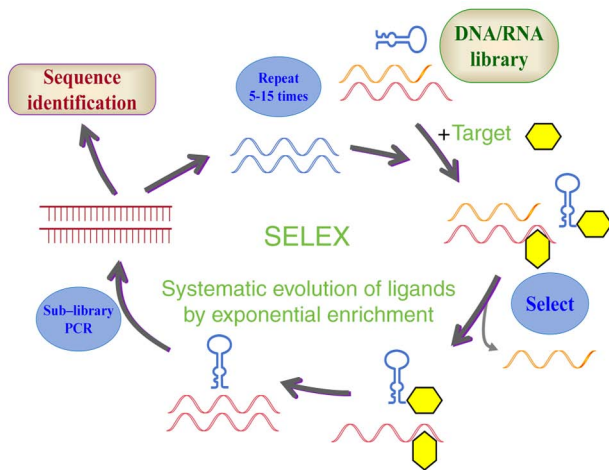 DNA/RNA
library
Sequence
identification
Repeat
5-15 times
+Target
SELEX
Systematic evolution of ligands
by exponential enrichment
Select
Sub–library
PCR